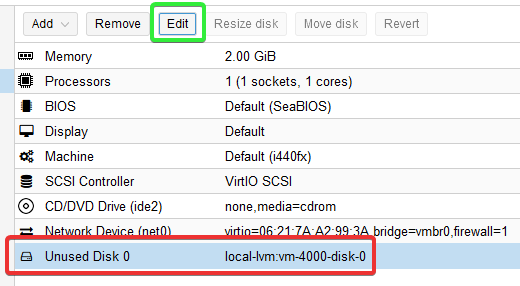 Add Remove Edit Resize disk Move disk Revert
Memory 2.00 GiB
Processors 1 (1 sockets, 1 cores)
BIOS Default (SeaBIOS)
Display Default
Machine Default (i440fx)
SCSI Controller VirtIO SCSI
CD/DVD Drive (ide2) none,media=cdrom
Network Device (net0) virtio=06:21:7A:A2:99:3A,bridge=vmbr0,firewall=1
Unused Disk 0 local-lvm:vm-4000-disk-0